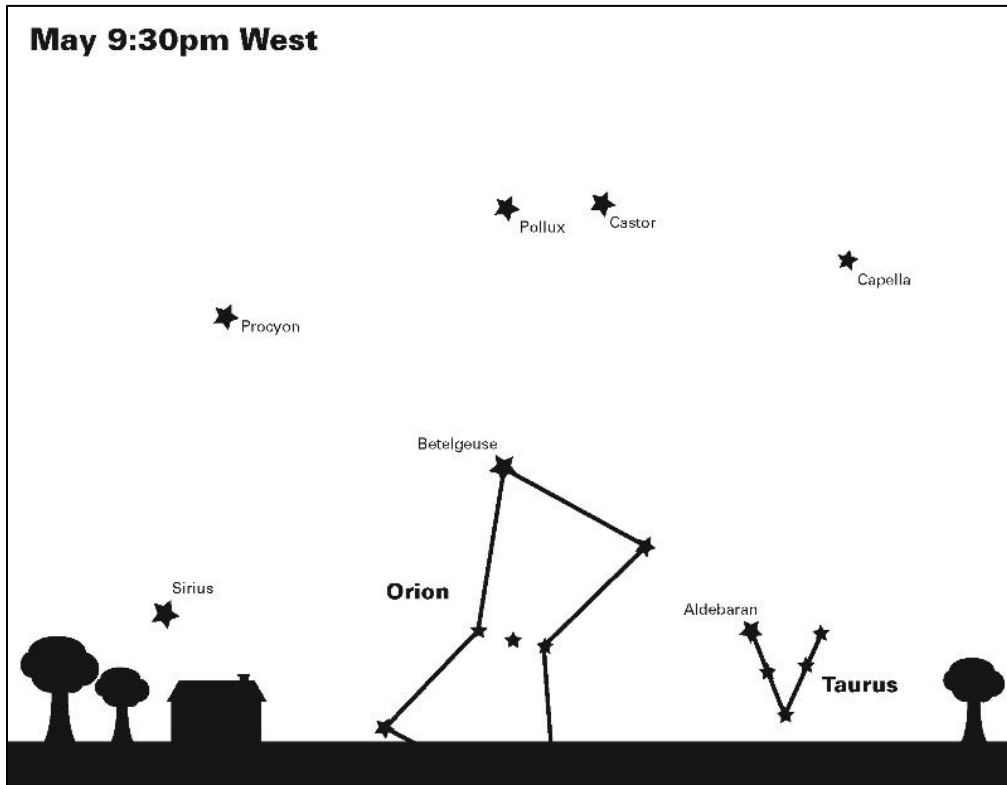 May 9:30pm West
Pollux
Castor
Capella
Procyon
Betelgeuse
Sirius
Orion
Aldebaran
Taurus